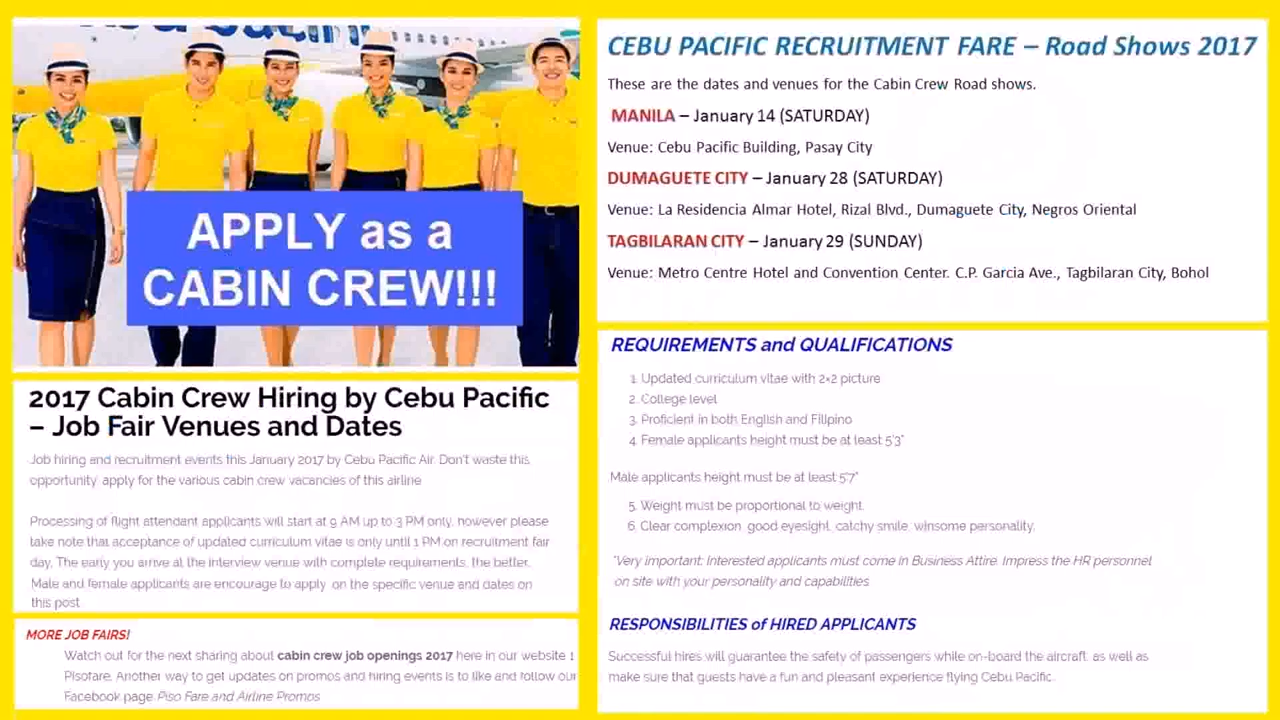 APPLY as a
CABIN CREW!!!
2017 Cabin Crew Hiring by Cebu Pacific
– Job Fair Venues and Dates
Job hiring and recruitment events this January 2017 by Cebu Pacific Air. Don't waste this
opportunity, apply for the various cabin crew vacancies of this airline.
Processing of flight attendant applicants will start at 9 AM up to 3 PM only, however please
take note that acceptance of updated curriculum vitae is only until 1 PM on recruitment fair
day. The early you arrive at the interview venue with complete requirements, the better.
Male and female applicants are encourage to apply on the specific venue and dates on
this post
MORE JOB FAIRS!
Watch out for the next sharing about cabin crew job openings 2017 here in our website
Pisofare. Another way to get updates on promos and hiring events is to like and follow our
Facebook page: Piso Fare and Airline Promos
CEBU PACIFIC RECRUITMENT FARE – Road Shows 2017
These are the dates and venues for the Cabin Crew Road shows.
MANILA – January 14 (SATURDAY)
Venue: Cebu Pacific Building, Pasay City
DUMAGUETE CITY – January 28 (SATURDAY)
Venue: La Residencia Almar Hotel, Rizal Blvd., Dumaguete City, Negros Oriental
TAGBILARAN CITY – January 29 (SUNDAY)
Venue: Metro Centre Hotel and Convention Center. C.P. Garcia Ave., Tagbilaran City, Bohol
REQUIREMENTS and QUALIFICATIONS
1. Updated curriculum vitae with 2×2 picture
2. College level
3. Proficient in both English and Filipino
4. Female applicants height must be at least 5'3"
Male applicants height must be at least 5'7"
5. Weight must be proportional to weight.
6. Clear complexion, good eyesight, catchy smile, winsome personality.
*Very important: Interested applicants must come in Business Attire. Impress the HR personnel
on site with your personality and capabilities
RESPONSIBILITIES of HIRED APPLICANTS
Successful hires will guarantee the safety of passengers while on-board the aircraft, as well as
make sure that guests have a fun and pleasant experience flying Cebu Pacific.